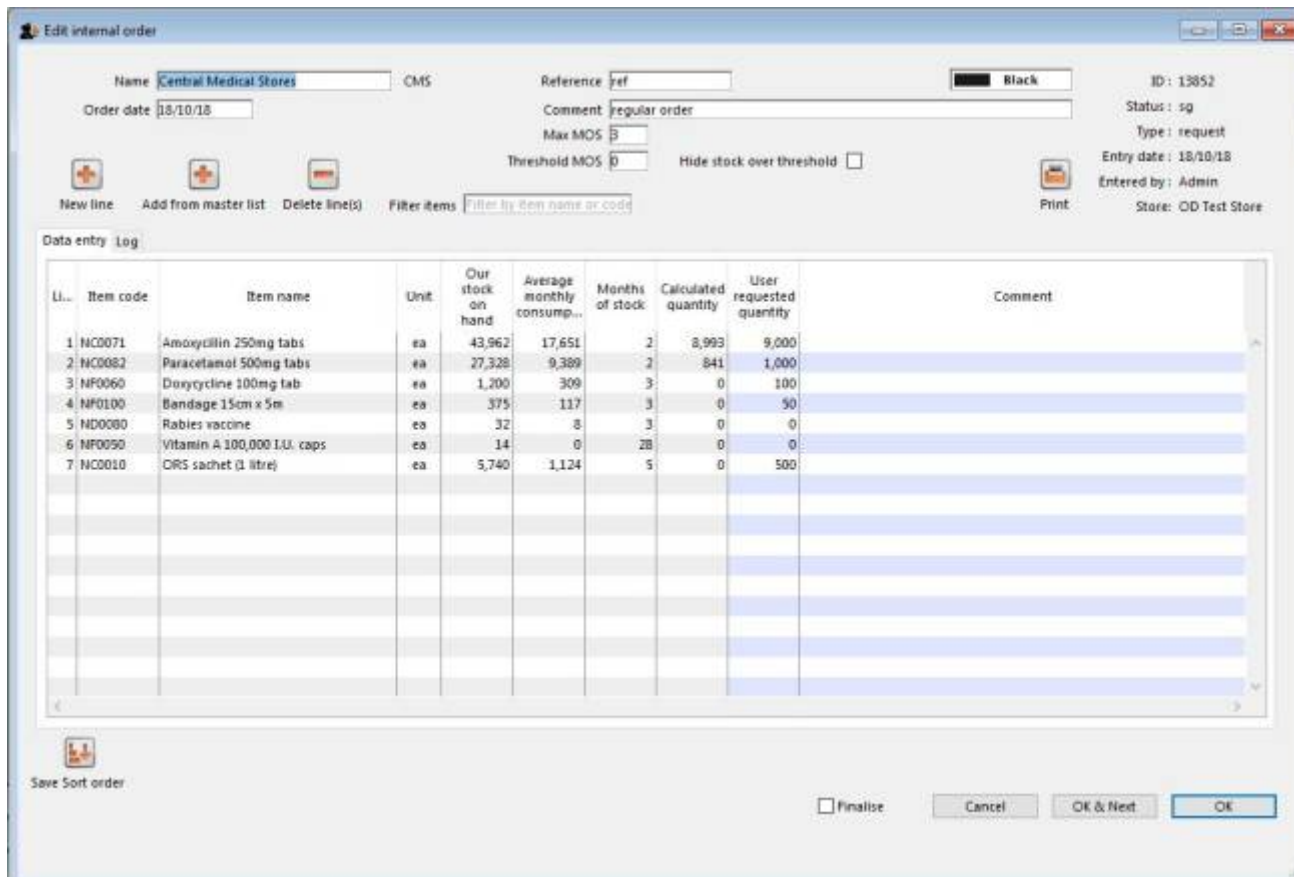 Edit internal order
Name Central Medical Stores CMS Reference ref Black ID : 13852
Order date 18/10/18 Comment regular order Status : sg
Max MOS 3 Type : request
Threshold MOS 0 Hide stock over threshold Entry date : 18/10/18
Entered by : Admin
New line Add from master list Delete line(s) Filter items Filter by item name or code Print Store: OD Test Store
Data entry Log
Li... Item code Item name Unit Our stock on hand Average monthly consump... Months of stock Calculated quantity User requested quantity Comment
1 NC0071 Amoxycillin 250mg tabs ea 43,962 17,651 2 8,993 9,000
2 NC0082 Paracetamol 500mg tabs ea 27,328 9,389 2 841 1,000
3 NF0060 Doxycycline 100mg tab ea 1,200 309 3 0 100
4 NF0100 Bandage 15cm x 5m ea 375 117 3 0 50
5 ND0080 Rabies vaccine ea 32 8 3 0 0
6 NF0050 Vitamin A 100,000 I.U. caps ea 14 0 28 0 0
7 NC0010 ORS sachet (1 litre) ea 5,740 1,124 5 0 500
Save Sort order
Finalise Cancel OK & Next OK